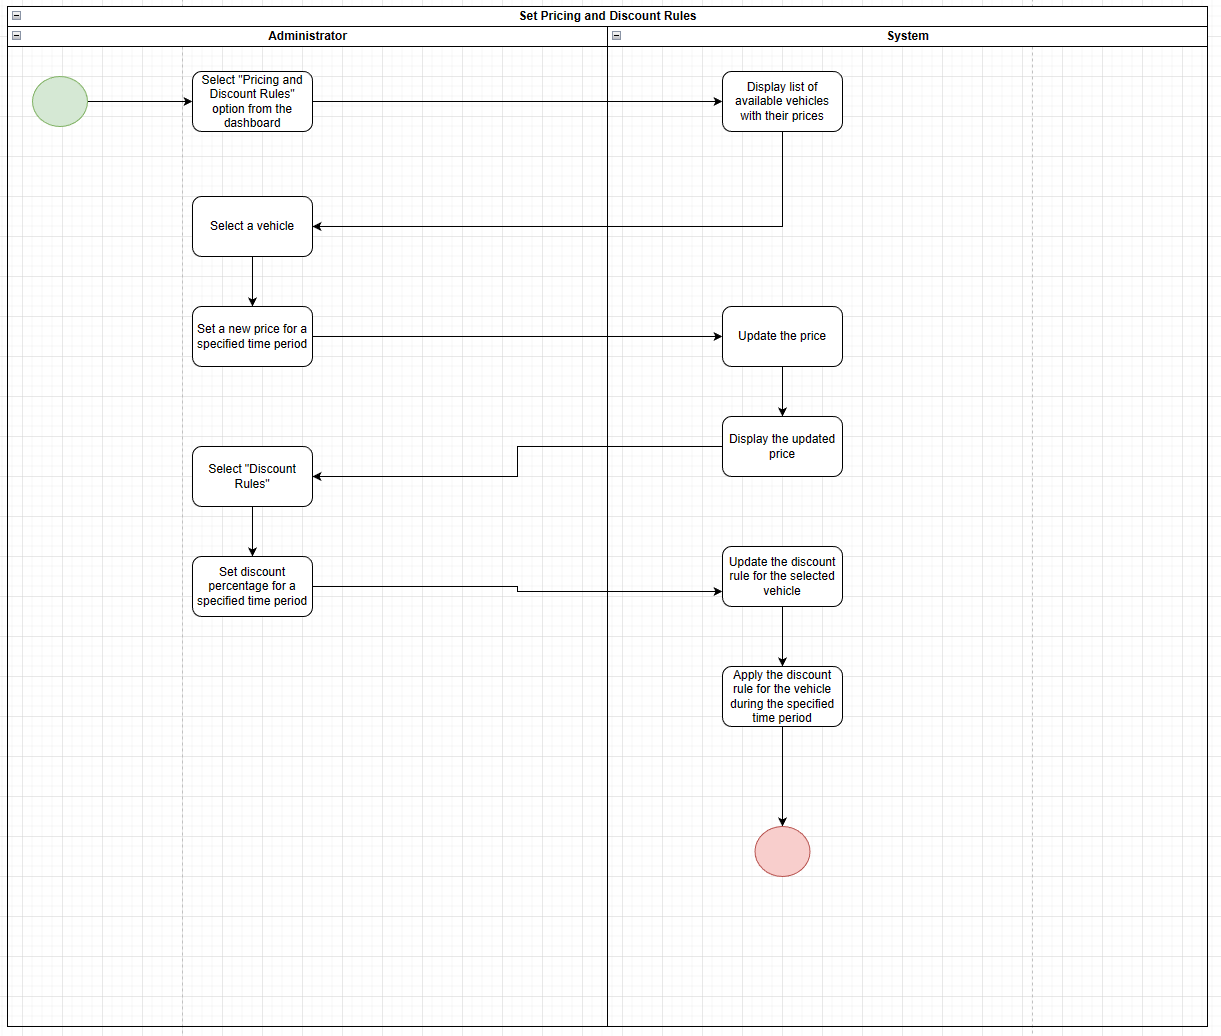 Set Pricing and Discount Rules
Administrator
System
Select "Pricing and
Discount Rules"
option from the
dashboard
Display list of
available vehicles
with their prices
Select a vehicle
Set a new price for a
specified time period
Update the price
Display the updated
price
Select "Discount
Rules"
Set discount
percentage for a
specified time period
Update the discount
rule for the selected
vehicle
Apply the discount
rule for the vehicle
during the specified
time period